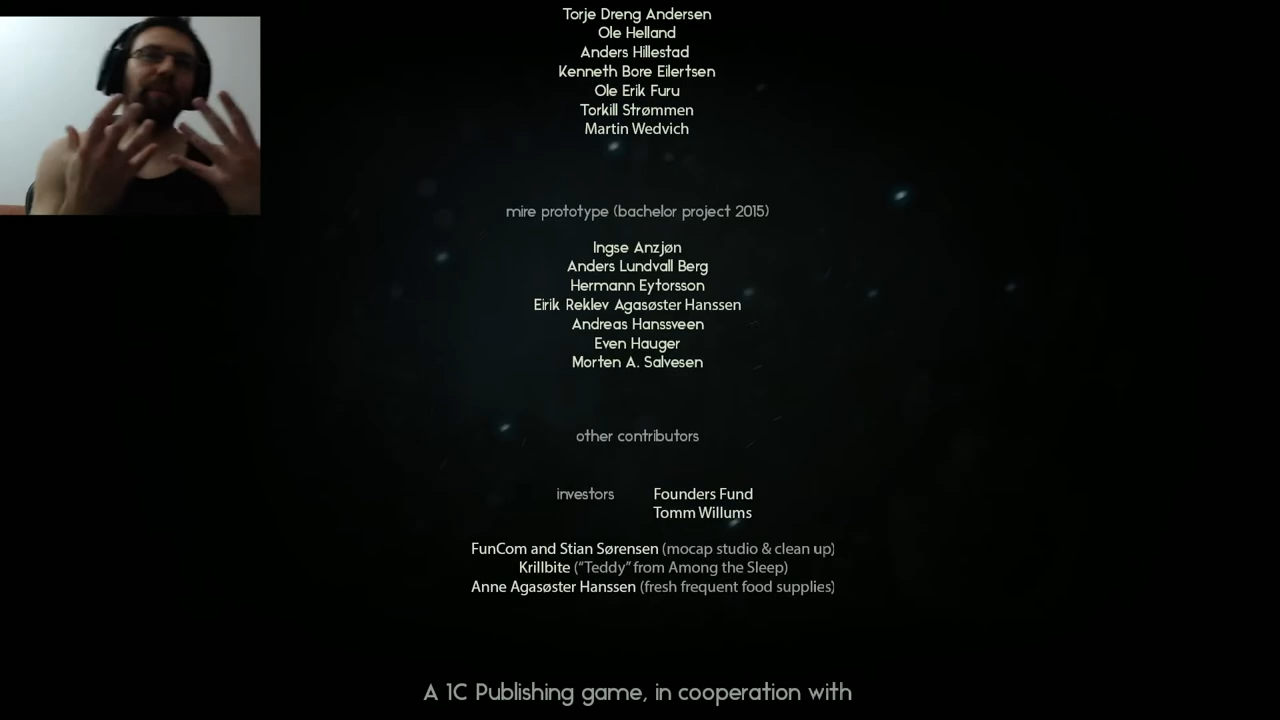 Torje Dreng Andersen
Ole Helland
Anders Hillestad
Kenneth Bore Eilertsen
Ole Erik Furu
Torkill Strømmen
Martin Wedvich
mire prototype (bachelor project 2015)
Ingse Anzjøn
Anders Lundvall Berg
Hermann Eytorsson
Eirik Reklev Agasøster Hanssen
Andreas Hanssveen
Even Hauger
Morten A. Salvesen
other contributors
investors Founders Fund
Tomm Willums
FunCom and Stian Sørensen (mocap studio & clean up)
Krillbite (“Teddy” from Among the Sleep)
Anne Agasøster Hanssen (fresh frequent food supplies)
A 1C Publishing game, in cooperation with